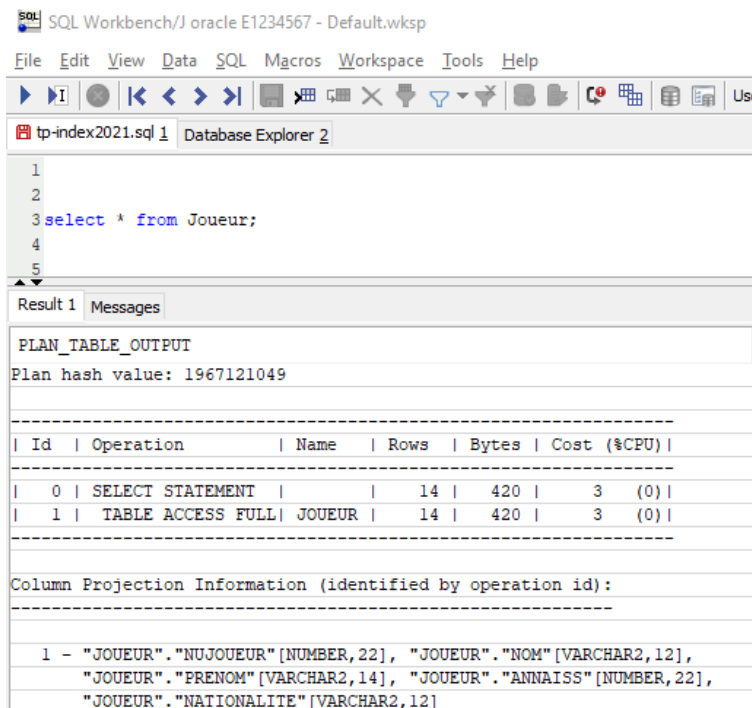 SQL Workbench/J oracle E1234567 - Default.wksp
File Edit View Data SQL Macros Workspace Tools Help
tp-index2021.sql 1 Database Explorer 2
1
2
3 select * from Joueur;
4
5
Result 1 Messages
PLAN_TABLE_OUTPUT
Plan hash value: 1967121049
------------------------------------------------------------------
| Id | Operation | Name | Rows | Bytes | Cost (%CPU)|
------------------------------------------------------------------
| 0 | SELECT STATEMENT | | 14 | 420 | 3 (0)|
| 1 | TABLE ACCESS FULL| JOUEUR | 14 | 420 | 3 (0)|
------------------------------------------------------------------
Column Projection Information (identified by operation id):
-----------------------------------------------------------
1 - "JOUEUR"."NUJOUEUR"[NUMBER,22], "JOUEUR"."NOM"[VARCHAR2,12],
"JOUEUR"."PRENOM"[VARCHAR2,14], "JOUEUR"."ANNAISS"[NUMBER,22],
"JOUEUR"."NATIONALITE"[VARCHAR2,12]